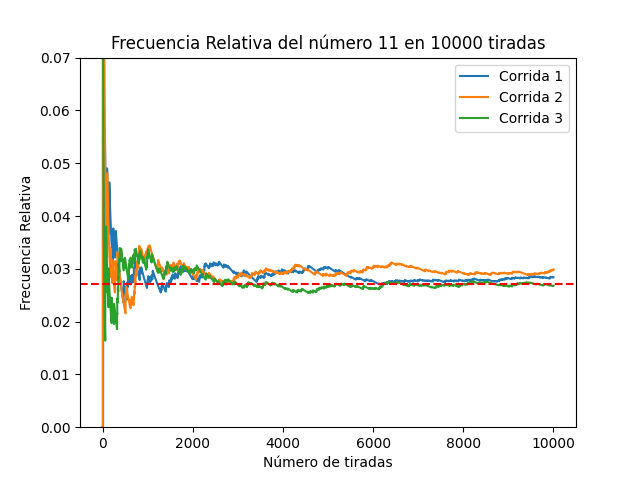 Frecuencia Relativa del número 11 en 10000 tiradas
Corrida 1
Corrida 2
Corrida 3
Frecuencia Relativa
0.07
0.06
0.05
0.04
0.03
0.02
0.01
0.00
0
2000
4000
6000
8000
10000
Número de tiradas